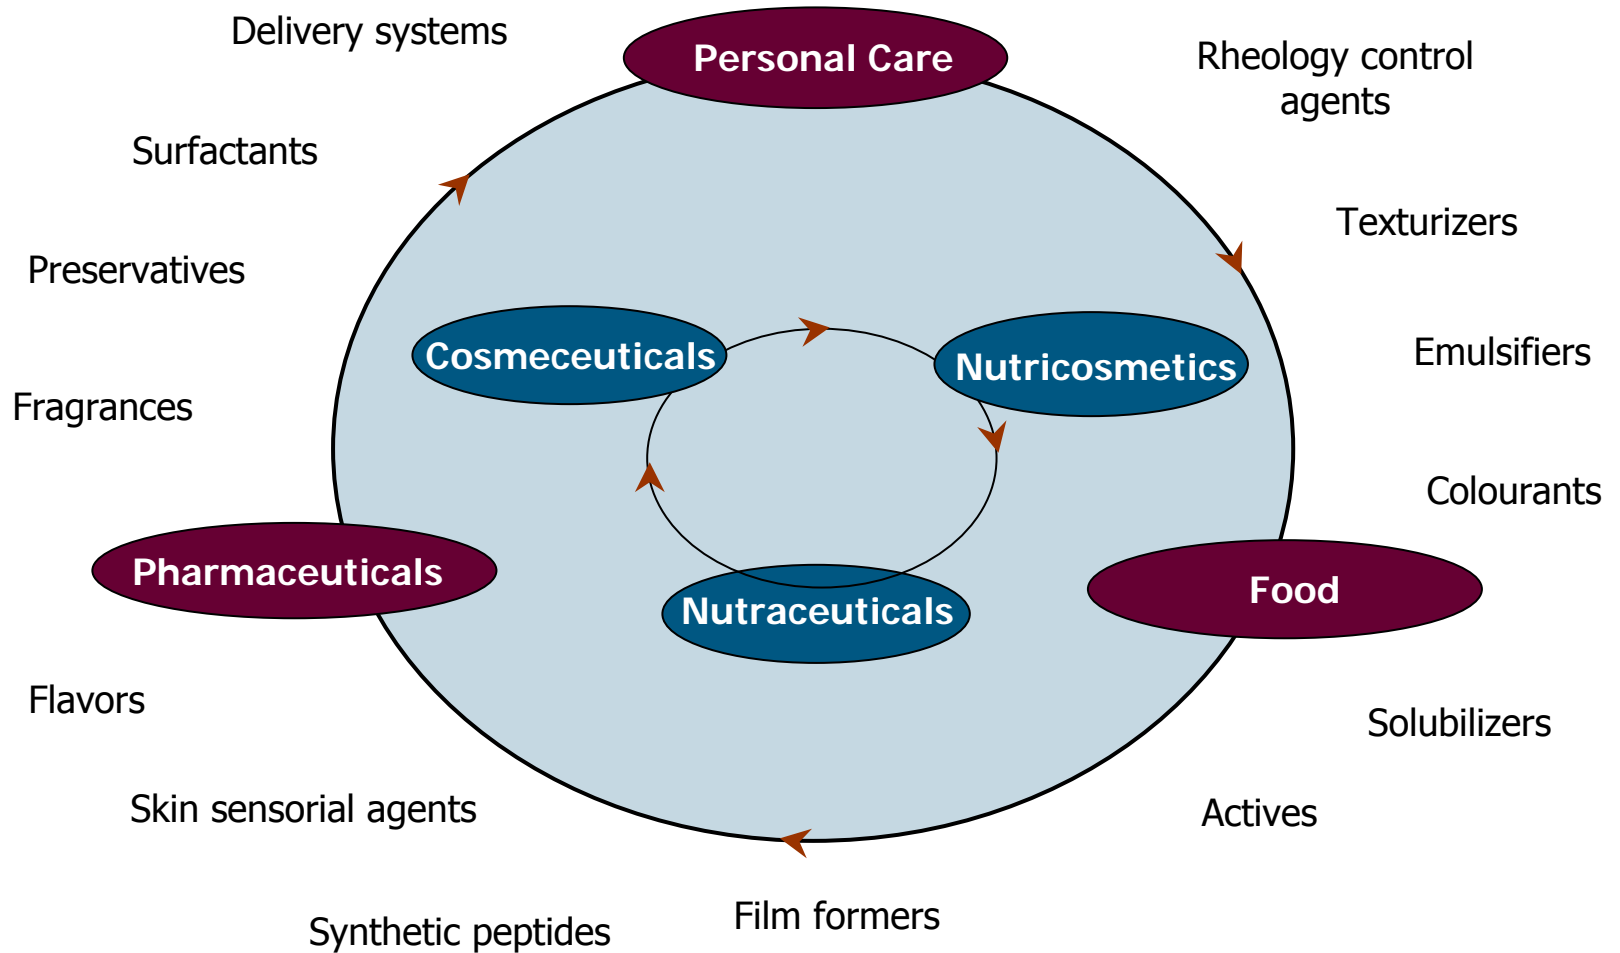 Delivery systems
Personal Care
Rheology control
agents
Surfactants
Texturizers
Preservatives
Cosmeceuticals
Nutricosmetics
Emulsifiers
Fragrances
Colourants
Pharmaceuticals
Nutraceuticals
Food
Flavors
Solubilizers
Skin sensorial agents
Actives
Synthetic peptides
Film formers